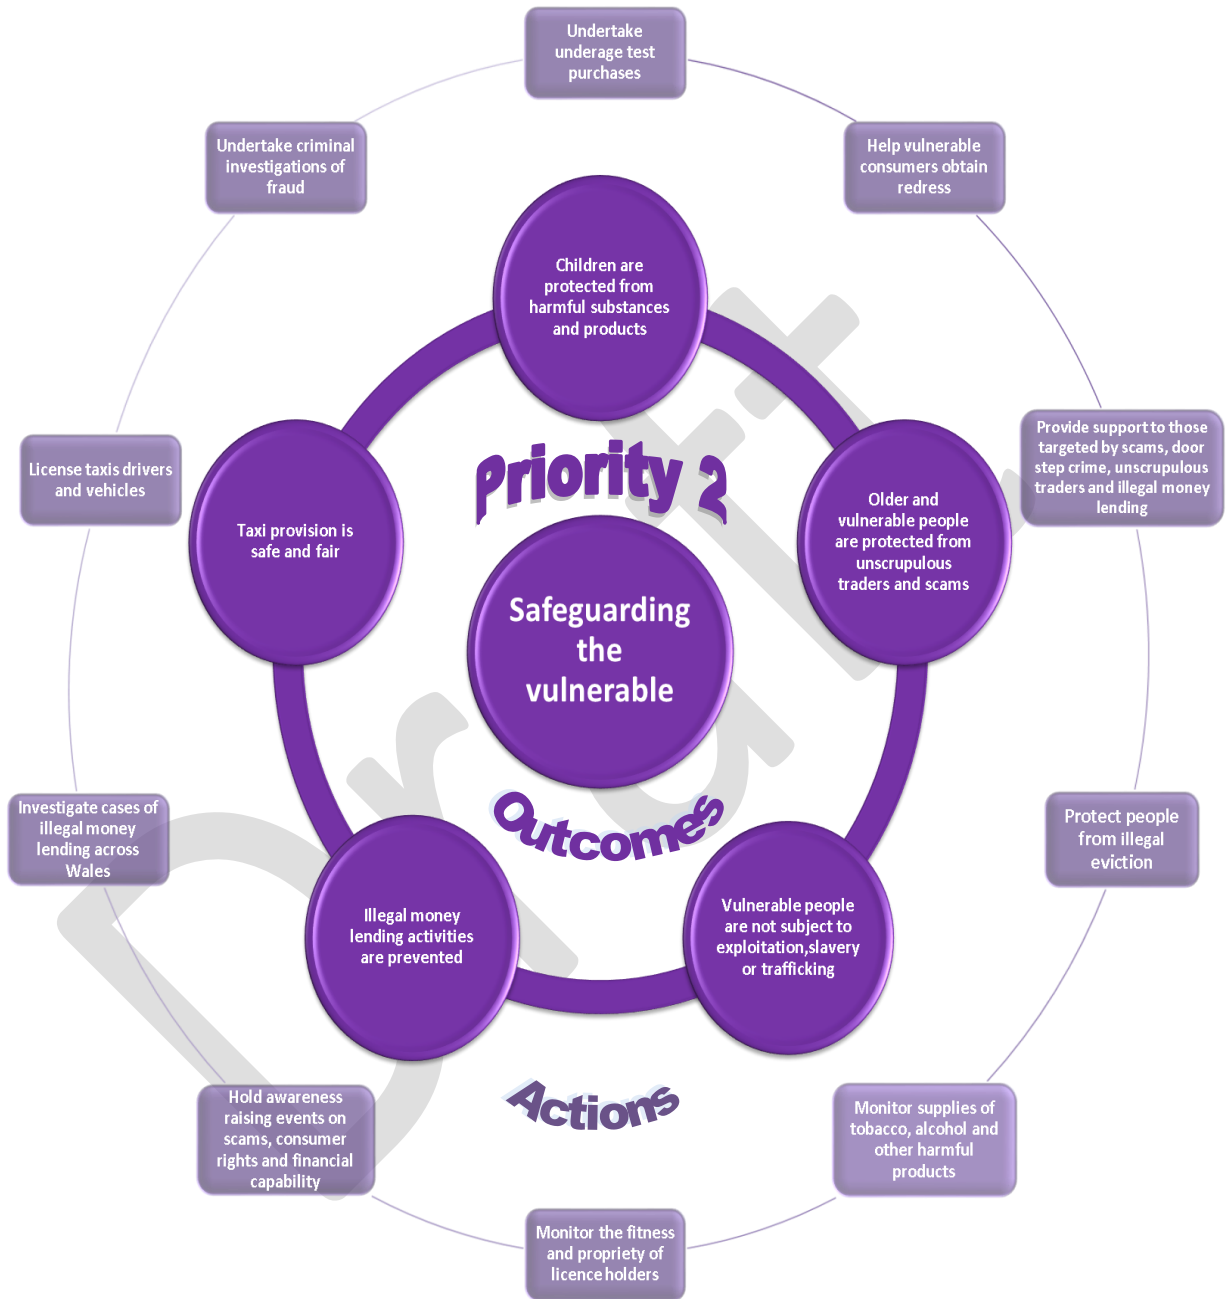 Undertake
underage test
purchases
Undertake criminal
investigations of
fraud
Help vulnerable
consumers obtain
redress
Children are
protected from
harmful substances
and products
Priority 2
License taxis drivers
and vehicles
Taxi provision is
safe and fair
Older and
vulnerable people
are protected from
unscrupulous
traders and scams
Provide support to those
targeted by scams, door
step crime, unscrupulous
traders and illegal money
lending
Safeguarding
the
vulnerable
Outcomes
Investigate cases of
illegal money
lending across
Wales
Protect people
from illegal
eviction
Illegal money
lending activities
are prevented
Vulnerable people
are not subject to
exploitation,slavery
or trafficking
Actions
Hold awareness
raising events on
scams, consumer
rights and financial
capability
Monitor supplies of
tobacco, alcohol and
other harmful
products
Monitor the fitness
and propriety of
licence holders
Draft